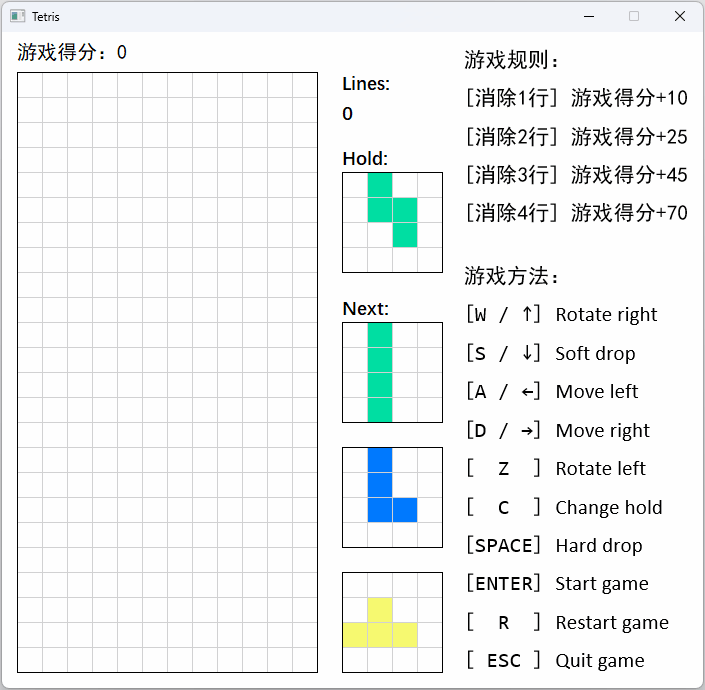 Tetris
游戏得分：0
Lines:
0
Hold:
Next:
游戏规则：
[消除1行] 游戏得分+10
[消除2行] 游戏得分+25
[消除3行] 游戏得分+45
[消除4行] 游戏得分+70
游戏方法：
[W / ↑] Rotate right
[S / ↓] Soft drop
[A / ←] Move left
[D / →] Move right
[  Z  ] Rotate left
[  C  ] Change hold
[SPACE] Hard drop
[ENTER] Start game
[  R  ] Restart game
[ ESC ] Quit game